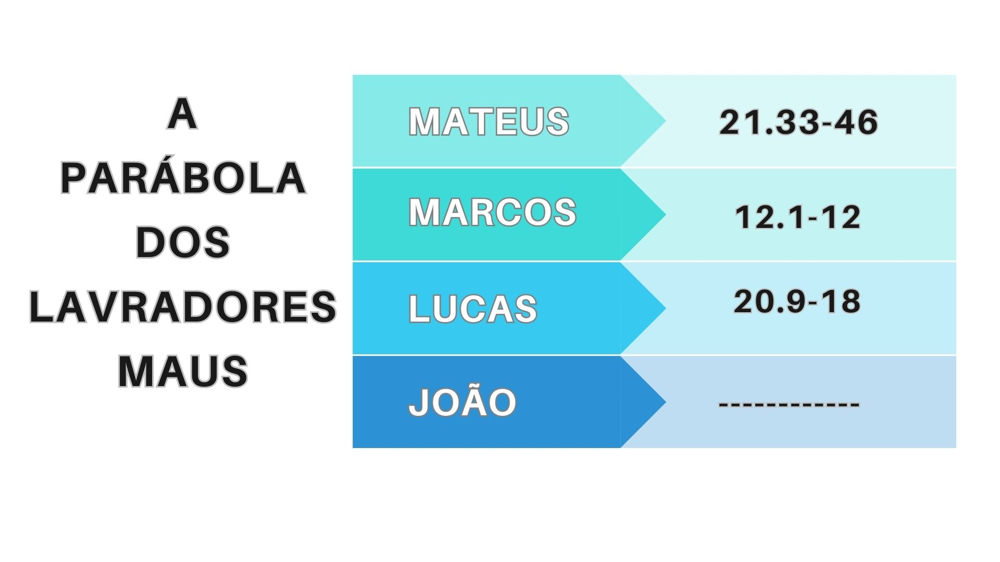 A
PARÁBOLA
DOS
LAVRADORES
MAUS
MATEUS 21.33-46
MARCOS 12.1-12
LUCAS 20.9-18
JOÃO ------------